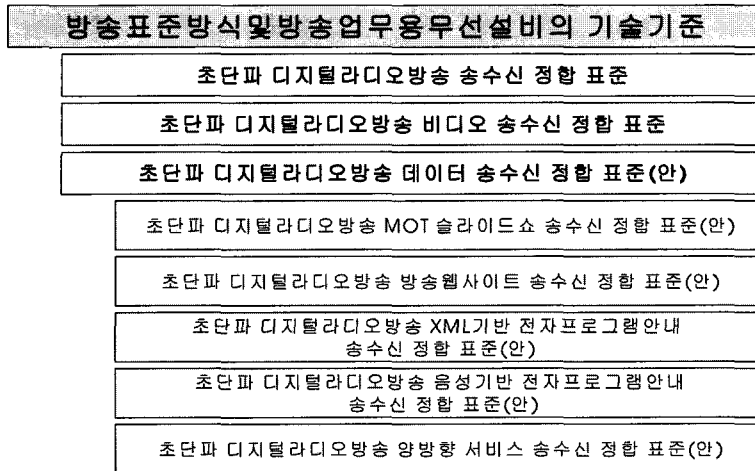 방송표준방식및방송업무용무선설비의 기술기준
초단파 디지털라디오방송 송수신 정합 표준
초단파 디지털라디오방송 비디오 송수신 정합 표준
초단파 디지털라디오방송 데이터 송수신 정합 표준(안)
초단파 디지털라디오방송 MOT 슬라이드쇼 송수신 정합 표준(안)
초단파 디지털라디오방송 방송웹사이트 송수신 정합 표준(안)
초단파 디지털라디오방송 XML기반 전자프로그램안내
송수신 정합 표준(안)
초단파 디지털라디오방송 음성기반 전자프로그램안내
송수신 정합 표준(안)
초단파 디지털라디오방송 양방향 서비스 송수신 정합 표준(안)